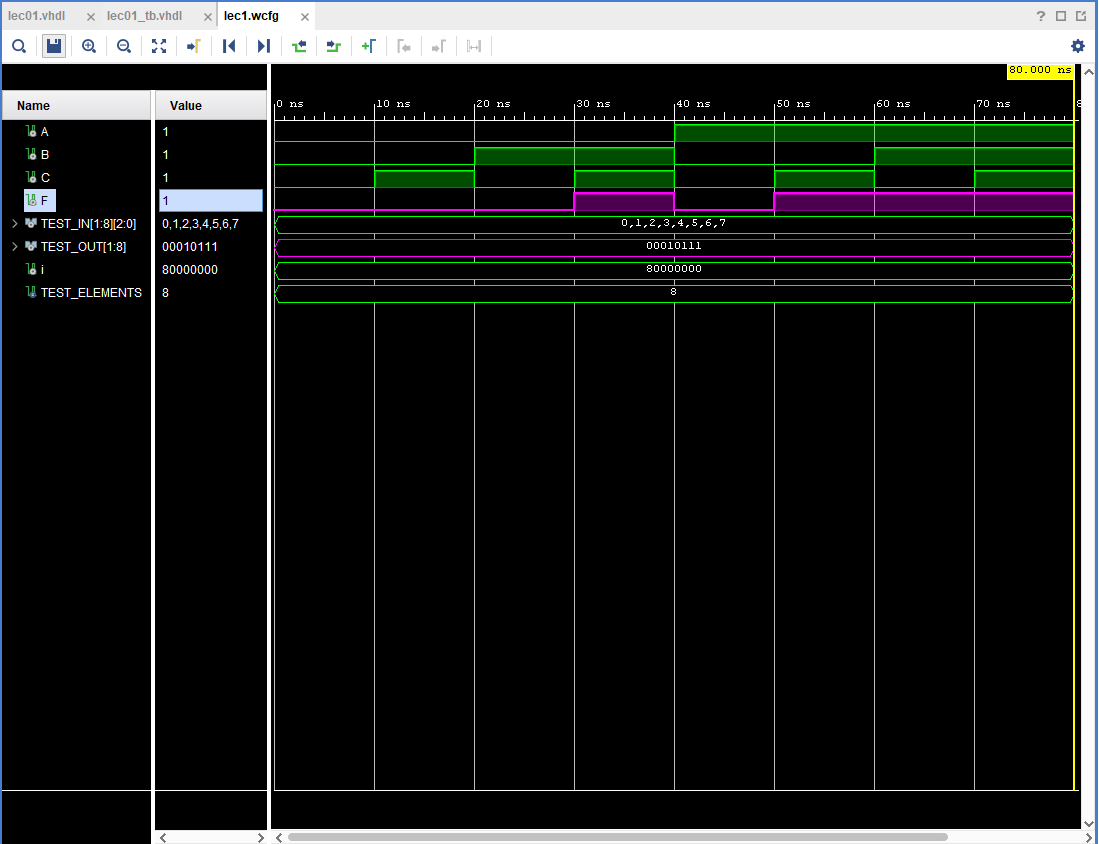 lec01.vhdl × lec01_tb.vhdl × lec1.wcfg × ?
80.000 ns
Name Value 0 ns 10 ns 20 ns 30 ns 40 ns 50 ns 60 ns 70 ns 8
A 1
B 1
C 1
F 1
TEST_IN[1:8][2:0] 0,1,2,3,4,5,6,7 0,1,2,3,4,5,6,7
TEST_OUT[1:8] 00010111 00010111
i 80000000 80000000
TEST_ELEMENTS 8 8